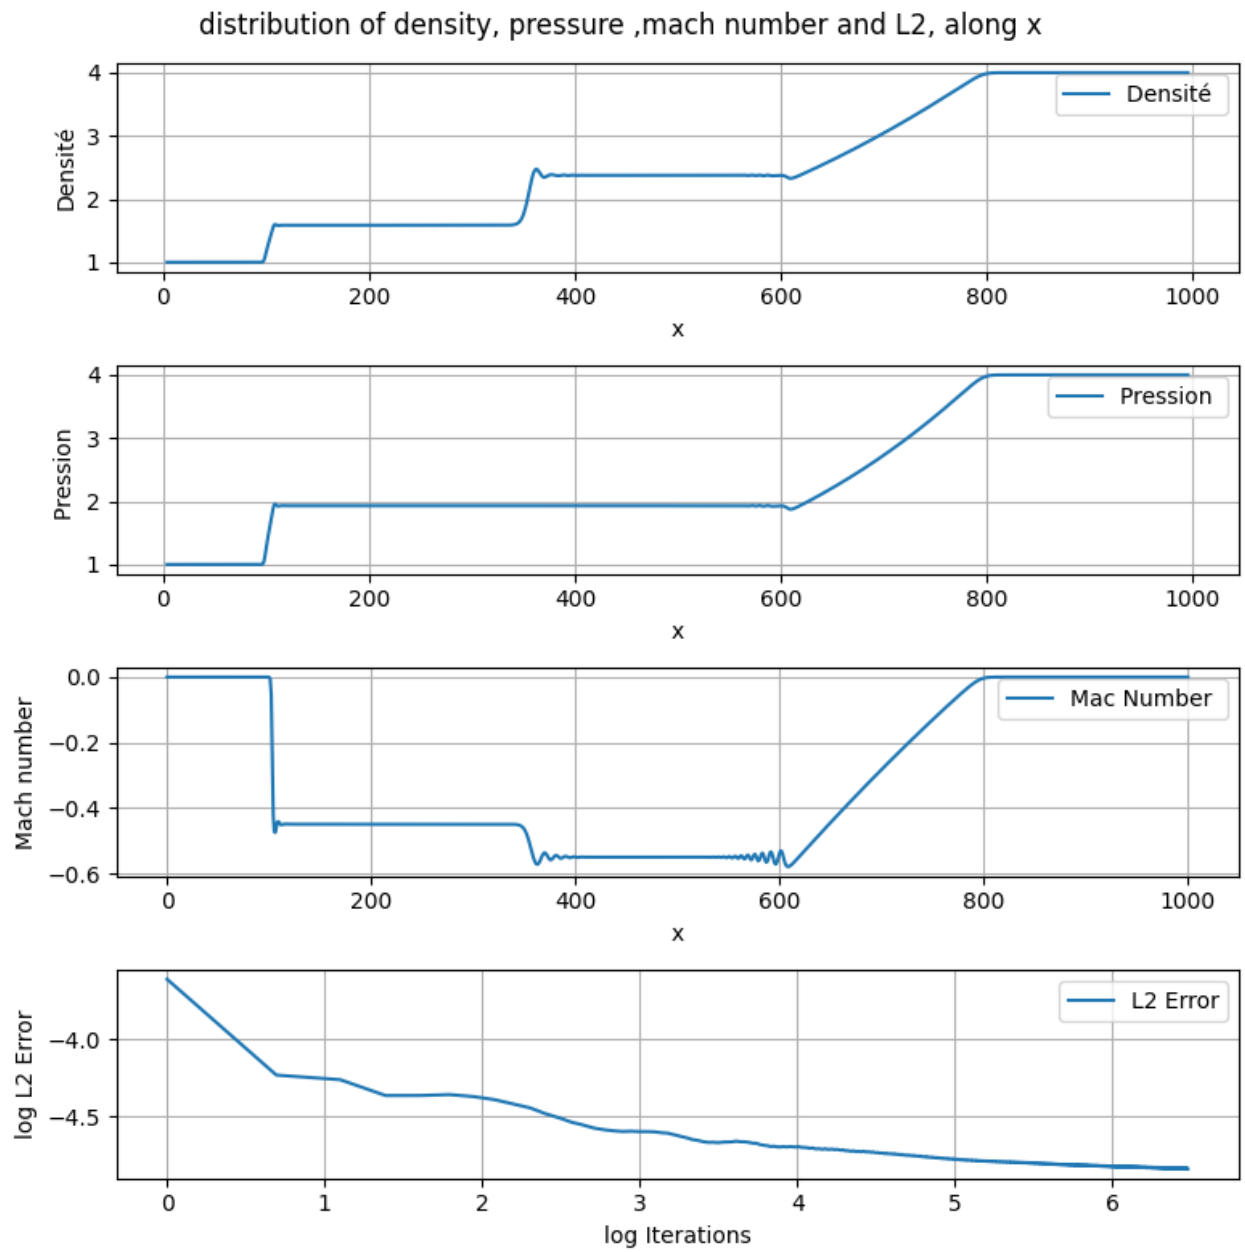 distribution of density, pressure ,mach number and L2, along x
4
3
2
1
Densité
Densité
0 200 400 600 800 1000
x
4
3
2
1
Pression
Pression
0 200 400 600 800 1000
x
0.0
−0.2
−0.4
−0.6
Mach number
Mac Number
0 200 400 600 800 1000
x
−4.0
−4.5
log L2 Error
L2 Error
0 1 2 3 4 5 6
log Iterations